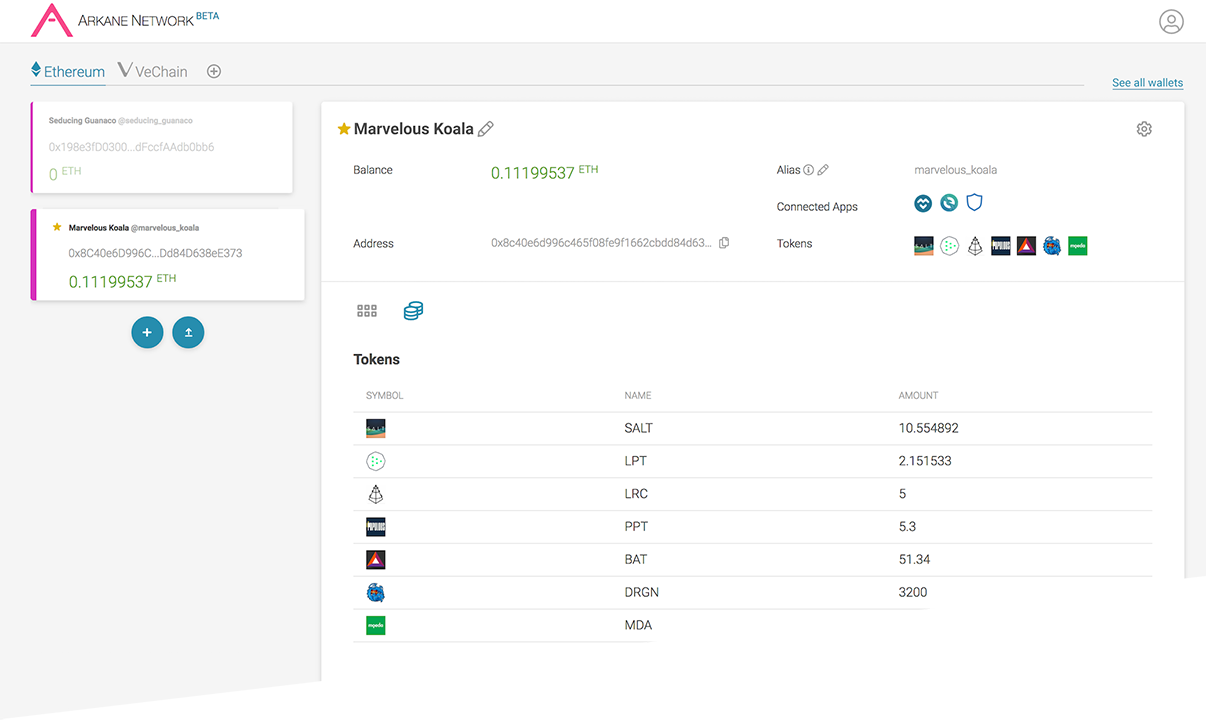 ARKANE NETWORK BETA
Ethereum VeChain
See all wallets
Seducing Guanaco @seducing_guanaco
0x198e3fD0300...dFccfAAdb0bb6
0 ETH
Marvelous Koala @marvelous_koala
0x8C40e6D996C...Dd84D638eE373
0.11199537 ETH
Marvelous Koala
Balance 0.11199537 ETH
Alias marvelous_koala
Connected Apps
Address 0x8c40e6d996c465f08fe9f1662cbdd84d63...
Tokens
Tokens
SYMBOL NAME AMOUNT
SALT 10.554892
LPT 2.151533
LRC 5
POPULOUS PPT 5.3
BAT 51.34
DRGN 3200
moeda MDA